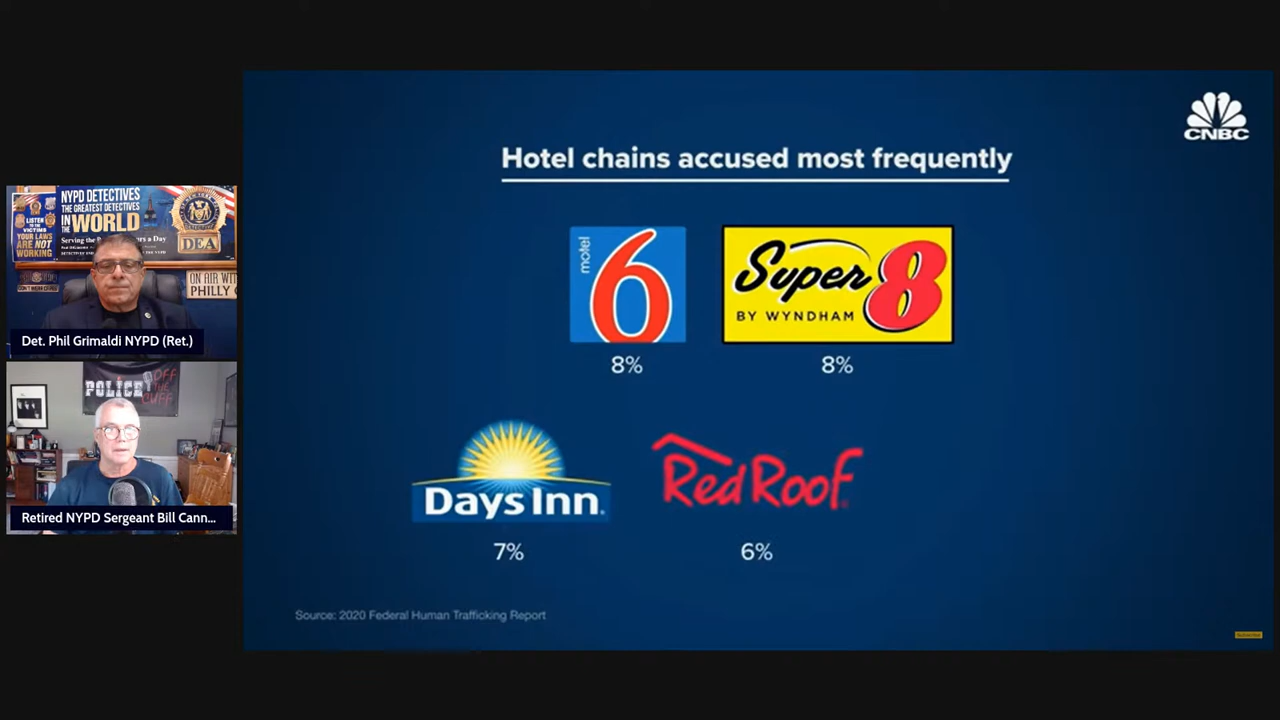 NYPD DETECTIVES
THE GREATEST DETECTIVES
IN THE WORLD
LISTEN
TO THE
VICTIMS
YOUR LAWS
ARE NOT
WORKING
DEA
ON AIR WITH
PHILLY
Det. Phil Grimaldi NYPD (Ret.)
POLICE
OFF
THE
CUFF
Retired NYPD Sergeant Bill Cann...
CNBC
Hotel chains accused most frequently
motel
6
Super 8
BY WYNDHAM
8%
8%
Days Inn
Red Roof
7%
6%
Source: 2020 Federal Human Trafficking Report